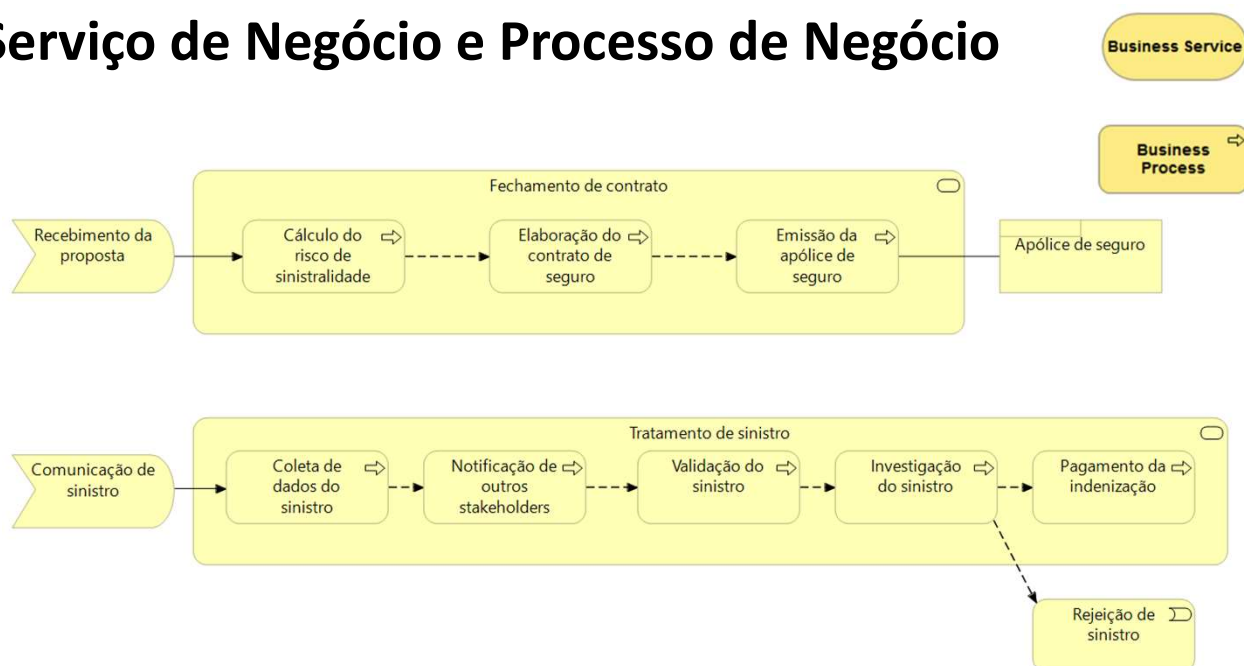 Serviço de Negócio e Processo de Negócio
Business Service
Business
Process
Fechamento de contrato
Recebimento da
proposta
Cálculo do
risco de
sinistralidade
Elaboração do
contrato de
seguro
Emissão da
apólice de
seguro
Apólice de seguro
Tratamento de sinistro
Comunicação de
sinistro
Coleta de
dados do
sinistro
Notificação de
outros
stakeholders
Validação do
sinistro
Investigação
do sinistro
Pagamento da
indenização
Rejeição de
sinistro